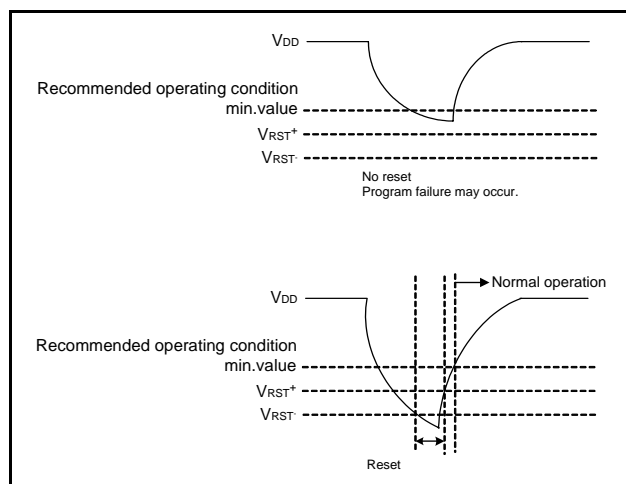 VDD
Recommended operating condition
min.value
VRST+
VRST-
No reset
Program failure may occur.
Normal operation
VDD
Recommended operating condition
min.value
VRST+
VRST-
Reset